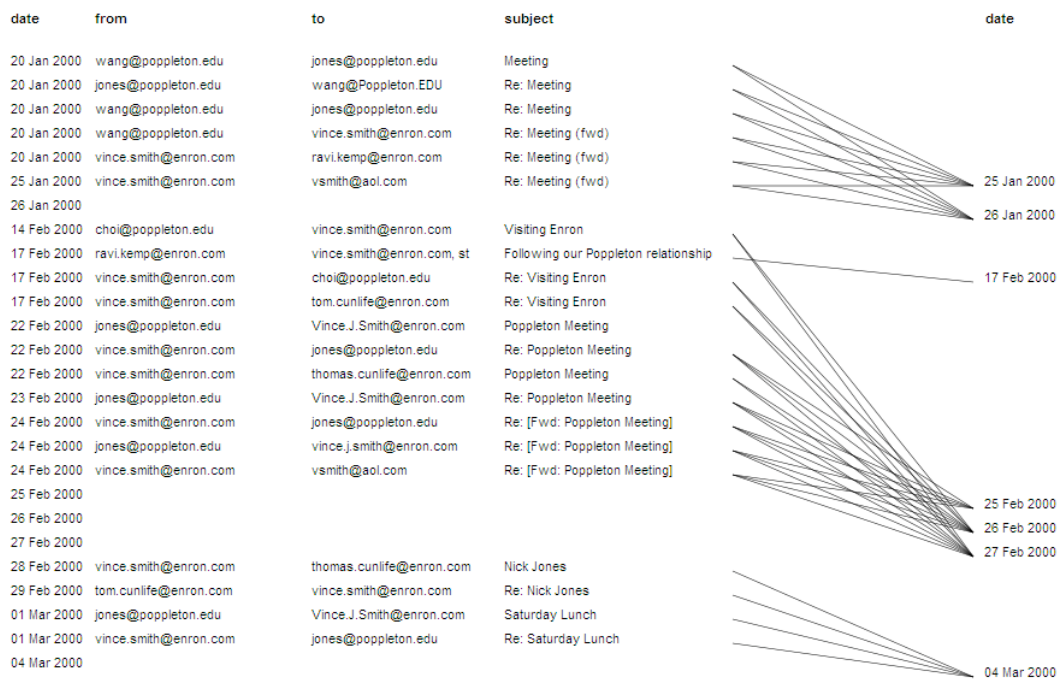 date from to subject date
20 Jan 2000 wang@poppleton.edu jones@poppleton.edu Meeting
20 Jan 2000 jones@poppleton.edu wang@Poppleton.EDU Re: Meeting
20 Jan 2000 wang@poppleton.edu jones@poppleton.edu Re: Meeting
20 Jan 2000 wang@poppleton.edu vince.smith@enron.com Re: Meeting (fwd)
20 Jan 2000 vince.smith@enron.com ravi.kemp@enron.com Re: Meeting (fwd)
25 Jan 2000 vince.smith@enron.com vsmith@aol.com Re: Meeting (fwd) 25 Jan 2000
26 Jan 2000 26 Jan 2000
14 Feb 2000 choi@poppleton.edu vince.smith@enron.com Visiting Enron
17 Feb 2000 ravi.kemp@enron.com vince.smith@enron.com, st Following our Poppleton relationship
17 Feb 2000 vince.smith@enron.com choi@poppleton.edu Re: Visiting Enron 17 Feb 2000
17 Feb 2000 vince.smith@enron.com tom.cunlife@enron.com Re: Visiting Enron
22 Feb 2000 jones@poppleton.edu Vince.J.Smith@enron.com Poppleton Meeting
22 Feb 2000 vince.smith@enron.com jones@poppleton.edu Re: Poppleton Meeting
22 Feb 2000 vince.smith@enron.com thomas.cunlife@enron.com Poppleton Meeting
23 Feb 2000 jones@poppleton.edu Vince.J.Smith@enron.com Re: Poppleton Meeting
24 Feb 2000 vince.smith@enron.com jones@poppleton.edu Re: [Fwd: Poppleton Meeting]
24 Feb 2000 jones@poppleton.edu vince.j.smith@enron.com Re: [Fwd: Poppleton Meeting]
24 Feb 2000 vince.smith@enron.com vsmith@aol.com Re: [Fwd: Poppleton Meeting]
25 Feb 2000 25 Feb 2000
26 Feb 2000 26 Feb 2000
27 Feb 2000 27 Feb 2000
28 Feb 2000 vince.smith@enron.com thomas.cunlife@enron.com Nick Jones
29 Feb 2000 tom.cunlife@enron.com vince.smith@enron.com Re: Nick Jones
01 Mar 2000 jones@poppleton.edu Vince.J.Smith@enron.com Saturday Lunch
01 Mar 2000 vince.smith@enron.com jones@poppleton.edu Re: Saturday Lunch
04 Mar 2000 04 Mar 2000